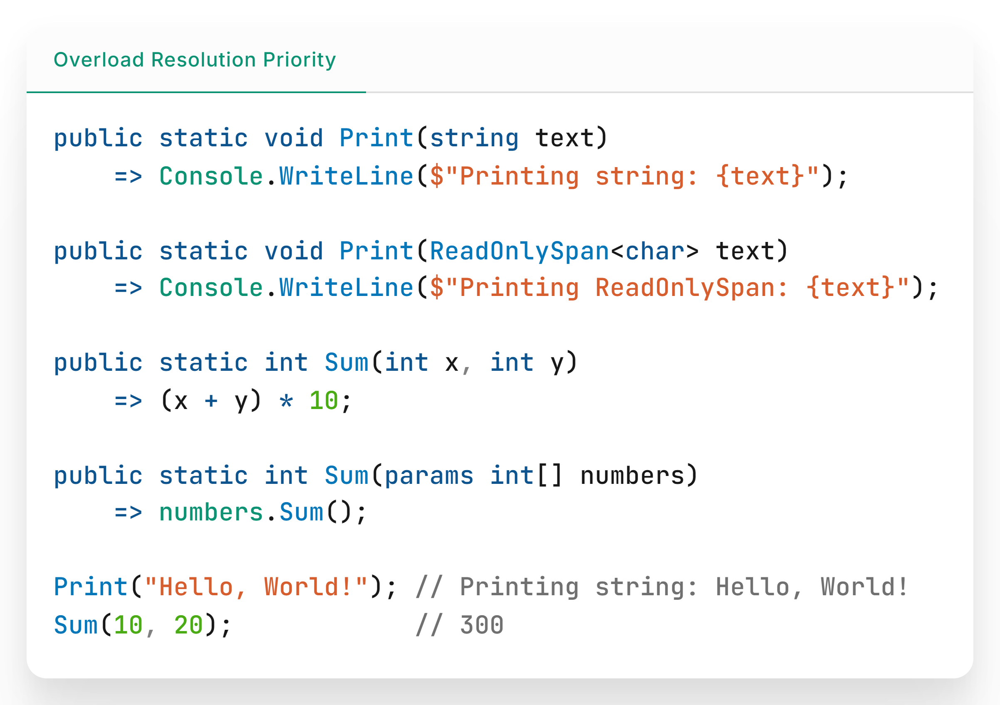 Overload Resolution Priority
public static void Print(string text)
    => Console.WriteLine($"Printing string: {text}");
public static void Print(ReadOnlySpan<char> text)
    => Console.WriteLine($"Printing ReadOnlySpan: {text}");
public static int Sum(int x, int y)
    => (x + y) * 10;
public static int Sum(params int[] numbers)
    => numbers.Sum();
Print("Hello, World!"); // Printing string: Hello, World!
Sum(10, 20);            // 300